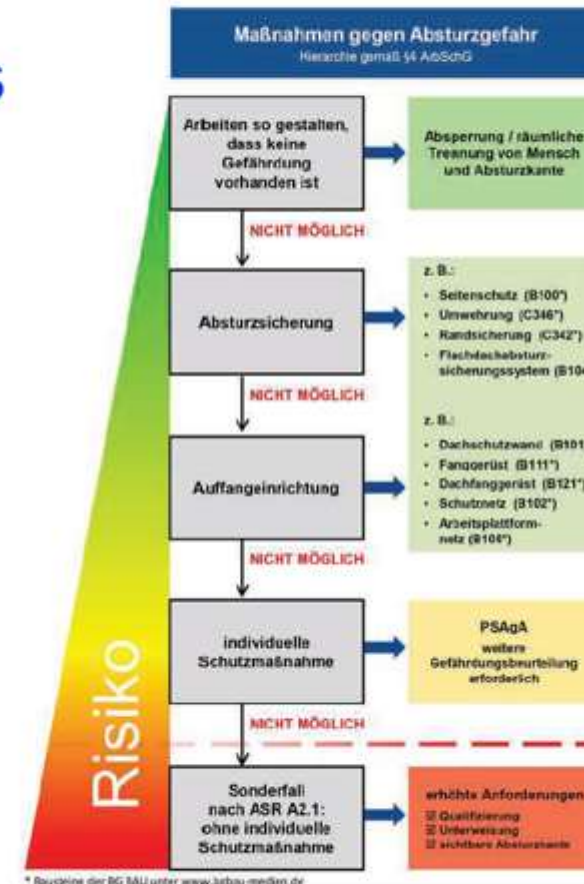 Maßnahmen gegen Absturzgefahr
Hierarchie gemäß §4 ArbSchG
Arbeiten so gestalten,
dass keine
Gefährdung
vorhanden ist
Absperrung / räumliche
Trennung von Mensch
und Absturzkante
NICHT MÖGLICH
Absturzsicherung
z. B.:
• Seitenschutz (B100*)
• Umwehrung (C346*)
• Randsicherung (C342*)
• Flachdachabsturz-
sicherungssystem
NICHT MÖGLICH
Auffangeinrichtung
z. B.:
• Dachschutzwand (B101
• Fanggerüst (B111*)
• Dachfanggerüst (B121*)
• Schutznetz (B102*)
• Arbeitsplattform-
netz
NICHT MÖGLICH
individuelle
Schutzmaßnahme
PSAgA
weitere
Gefährdungsbeurteilung
erforderlich
NICHT MÖGLICH
Sonderfall
nach ASR A2.1:
ohne individuelle
Schutzmaßnahme
erhöhte Anforderungen
☑ Qualifizierung
☑ Unterweisung
☑ sichtbare Absturzkante
Risiko
* Bausteine der BG BAU unter www.bgbau-medien.de